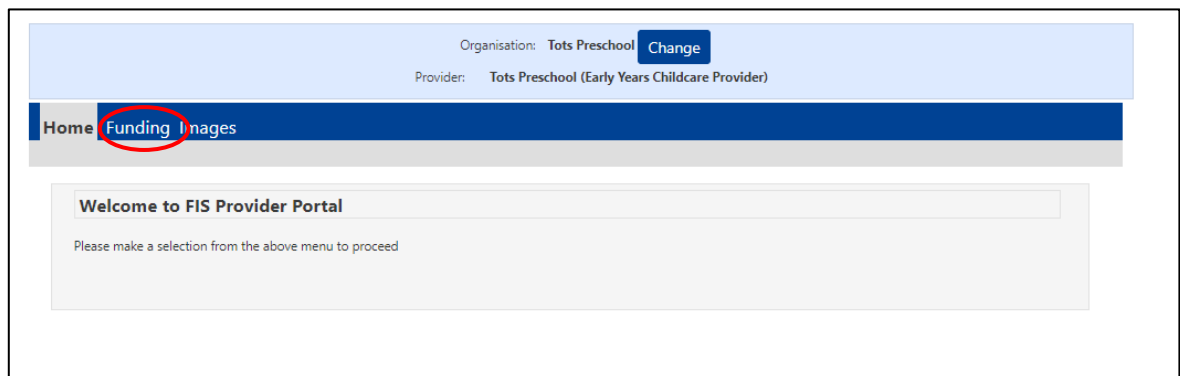 Organisation: Tots Preschool Change
Provider: Tots Preschool (Early Years Childcare Provider)
Home Funding Images
Welcome to FIS Provider Portal
Please make a selection from the above menu to proceed